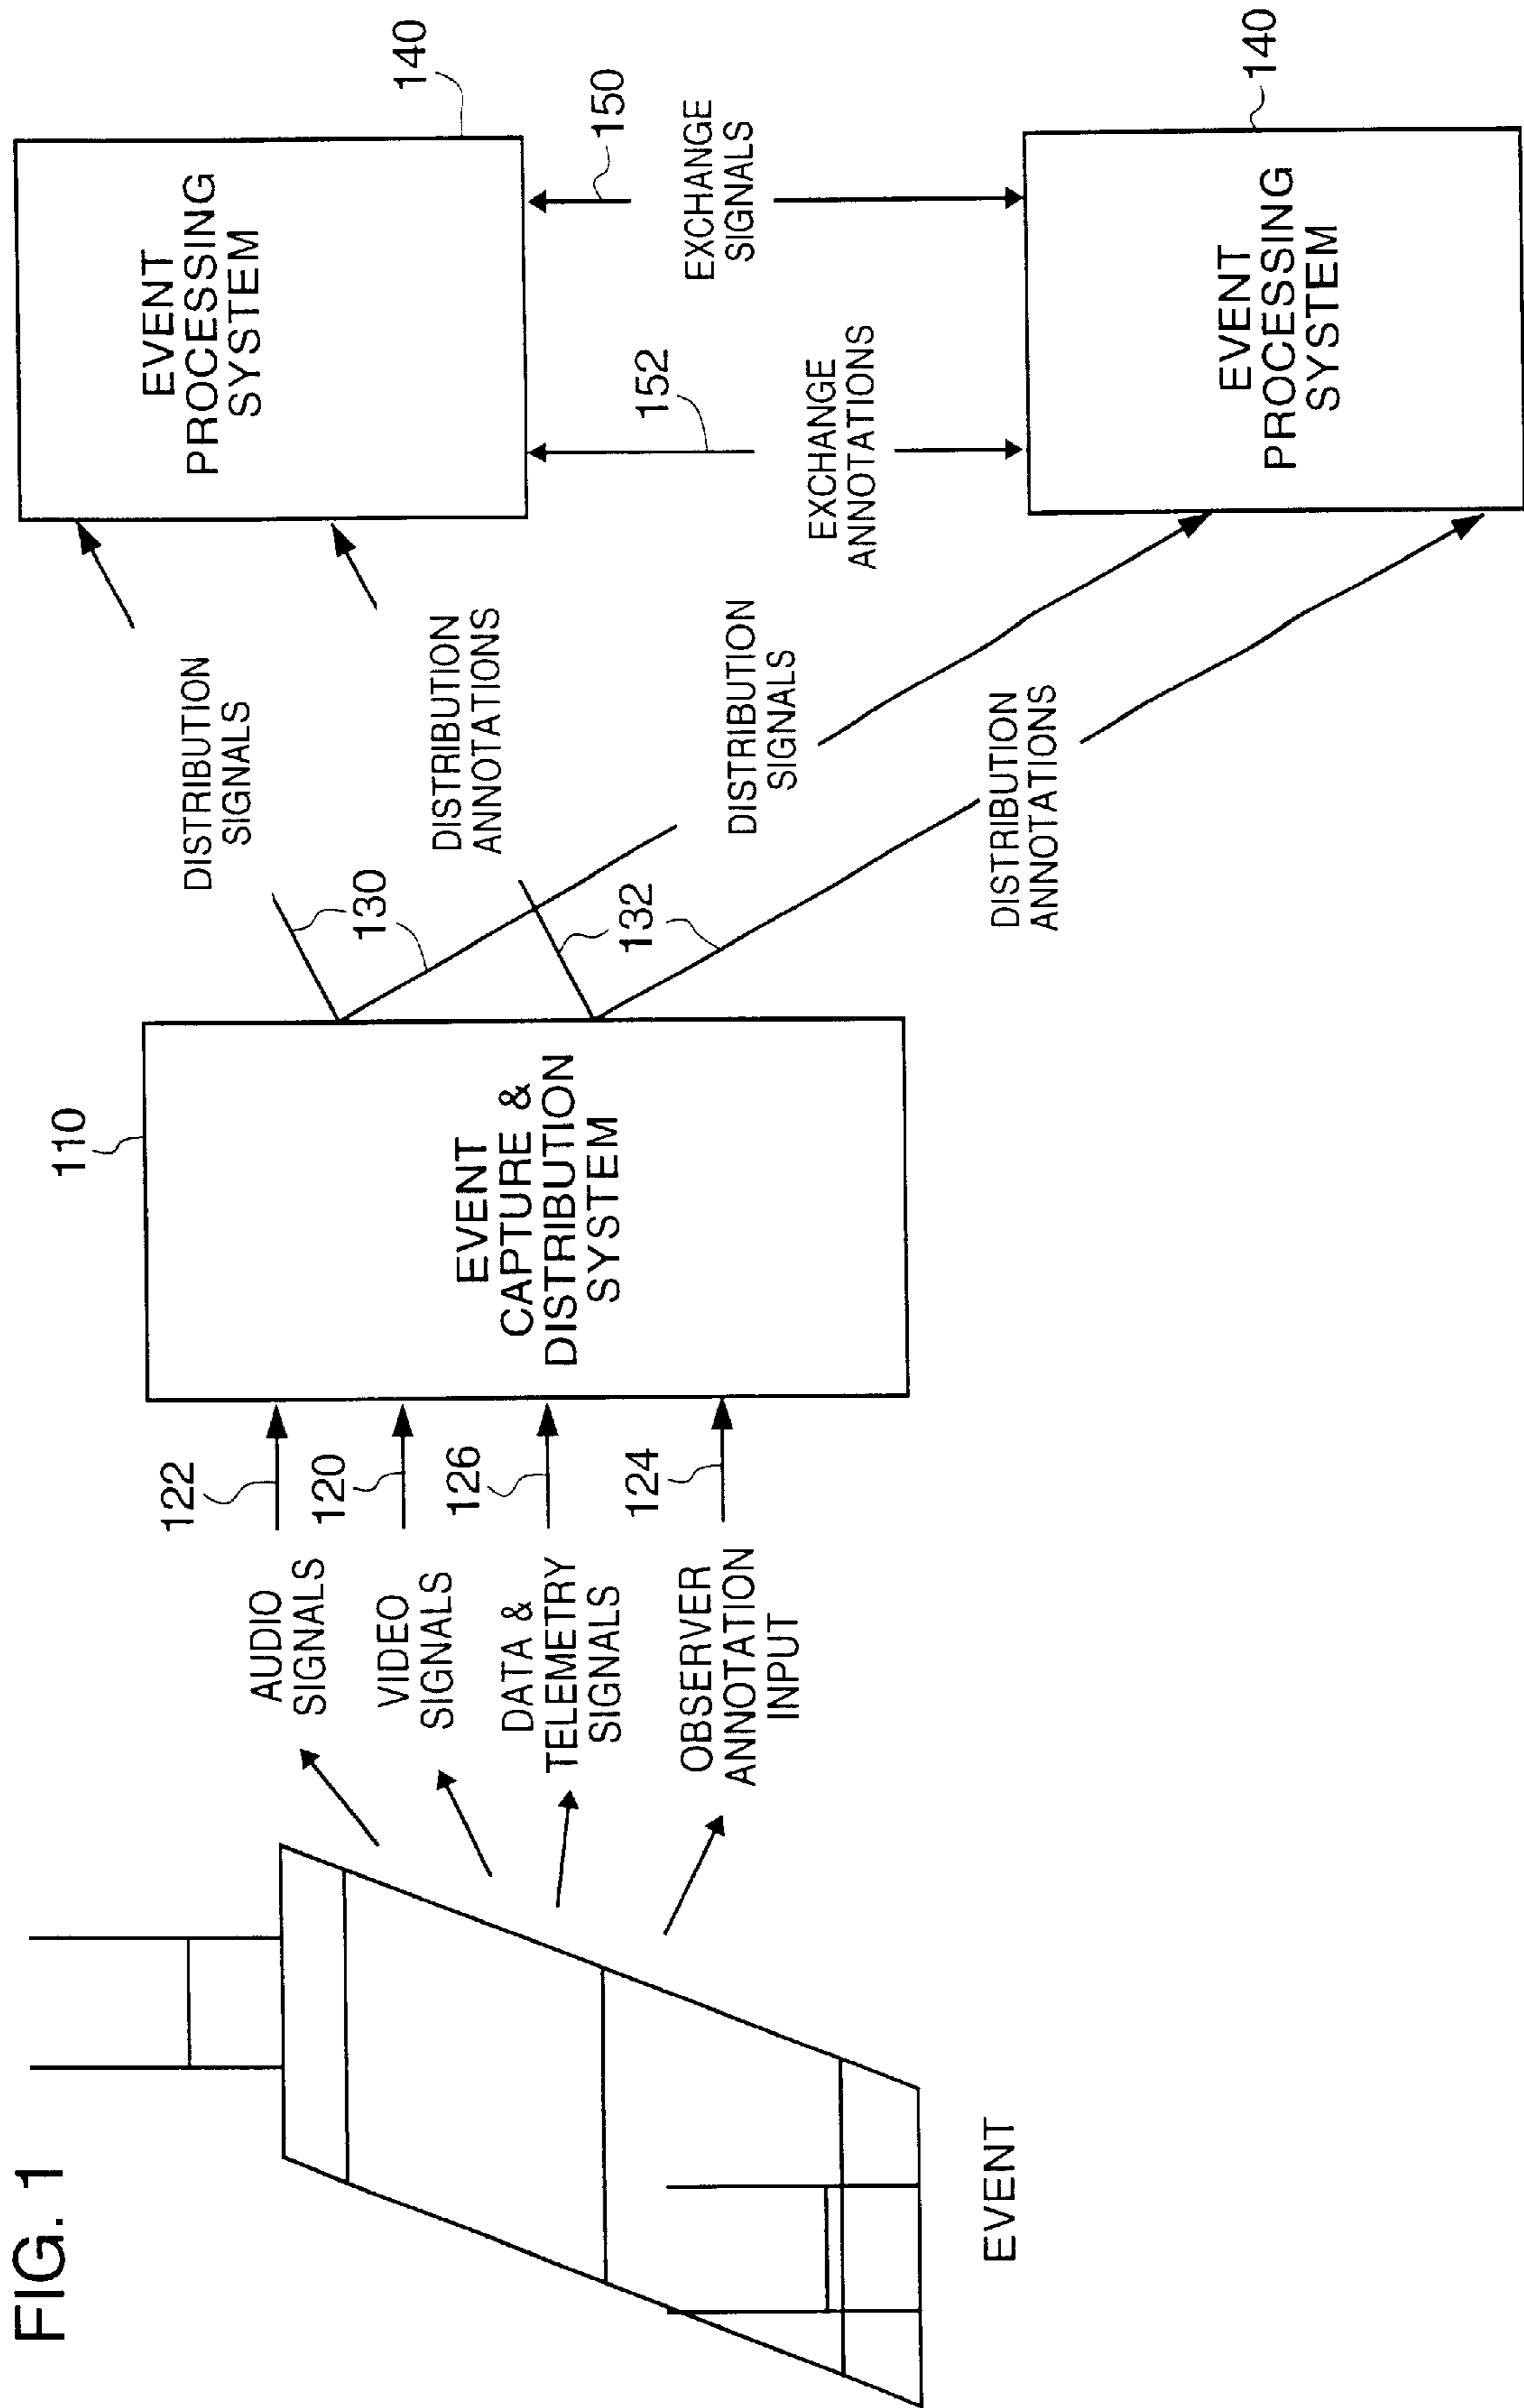 FIG. 1
EVENT
AUDIO
SIGNALS
VIDEO
SIGNALS
DATA &
TELEMETRY
SIGNALS
OBSERVER
ANNOTATION
INPUT
122
120
126
124
110
EVENT
CAPTURE &
DISTRIBUTION
SYSTEM
130
132
DISTRIBUTION
SIGNALS
DISTRIBUTION
ANNOTATIONS
DISTRIBUTION
SIGNALS
DISTRIBUTION
ANNOTATIONS
EVENT
PROCESSING
SYSTEM
140
152
EXCHANGE
ANNOTATIONS
150
EXCHANGE
SIGNALS
EVENT
PROCESSING
SYSTEM
140